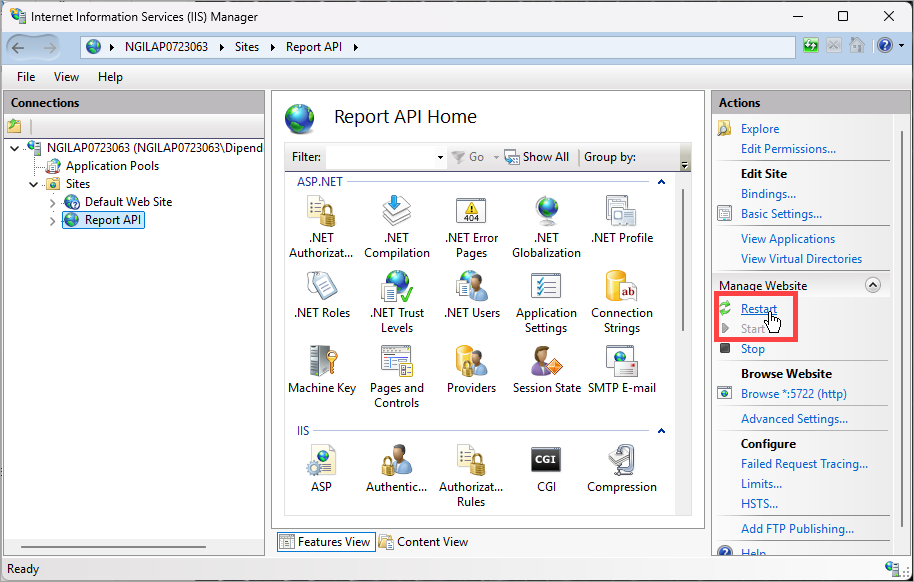 Internet Information Services (IIS) Manager
NGILAP0723063 Sites Report API
File View Help
Connections
NGILAP0723063 (NGILAP0723063\Dipend
Application Pools
Sites
Default Web Site
Report API
Report API Home
Filter: Go Show All Group by:
ASP.NET
.NET Authorizat...
.NET Compilation
.NET Error Pages
.NET Globalization
.NET Profile
.NET Roles
.NET Trust Levels
.NET Users
Application Settings
Connection Strings
Machine Key
Pages and Controls
Providers
Session State
SMTP E-mail
IIS
ASP
Authentic...
Authorizat... Rules
CGI
Compression
404
ab
CGI
Features View Content View
Actions
Explore
Edit Permissions...
Edit Site
Bindings...
Basic Settings...
View Applications
View Virtual Directories
Manage Website
Restart
Start
Stop
Browse Website
Browse *:5722 (http)
Advanced Settings...
Configure
Failed Request Tracing...
Limits...
HSTS...
Add FTP Publishing...
Help
Ready